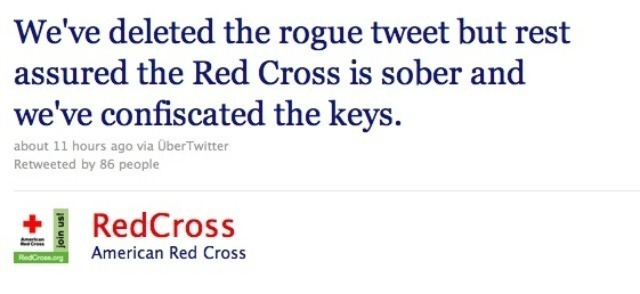 We've deleted the rogue tweet but rest
assured the Red Cross is sober and
we've confiscated the keys.
about 11 hours ago via ÜberTwitter
Retweeted by 86 people
RedCross
American Red Cross
American
Red Cross
join us!
RedCross.org